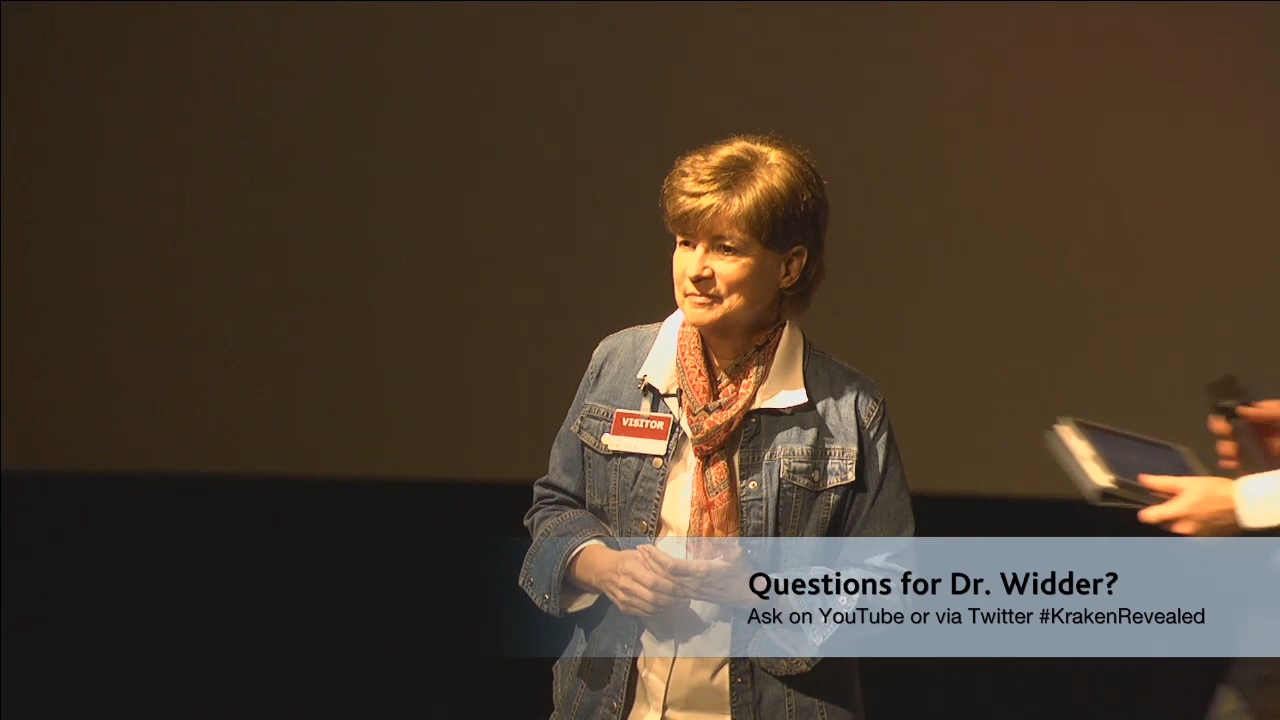 VISITOR
Questions for Dr. Widder?
Ask on YouTube or via Twitter #KrakenRevealed